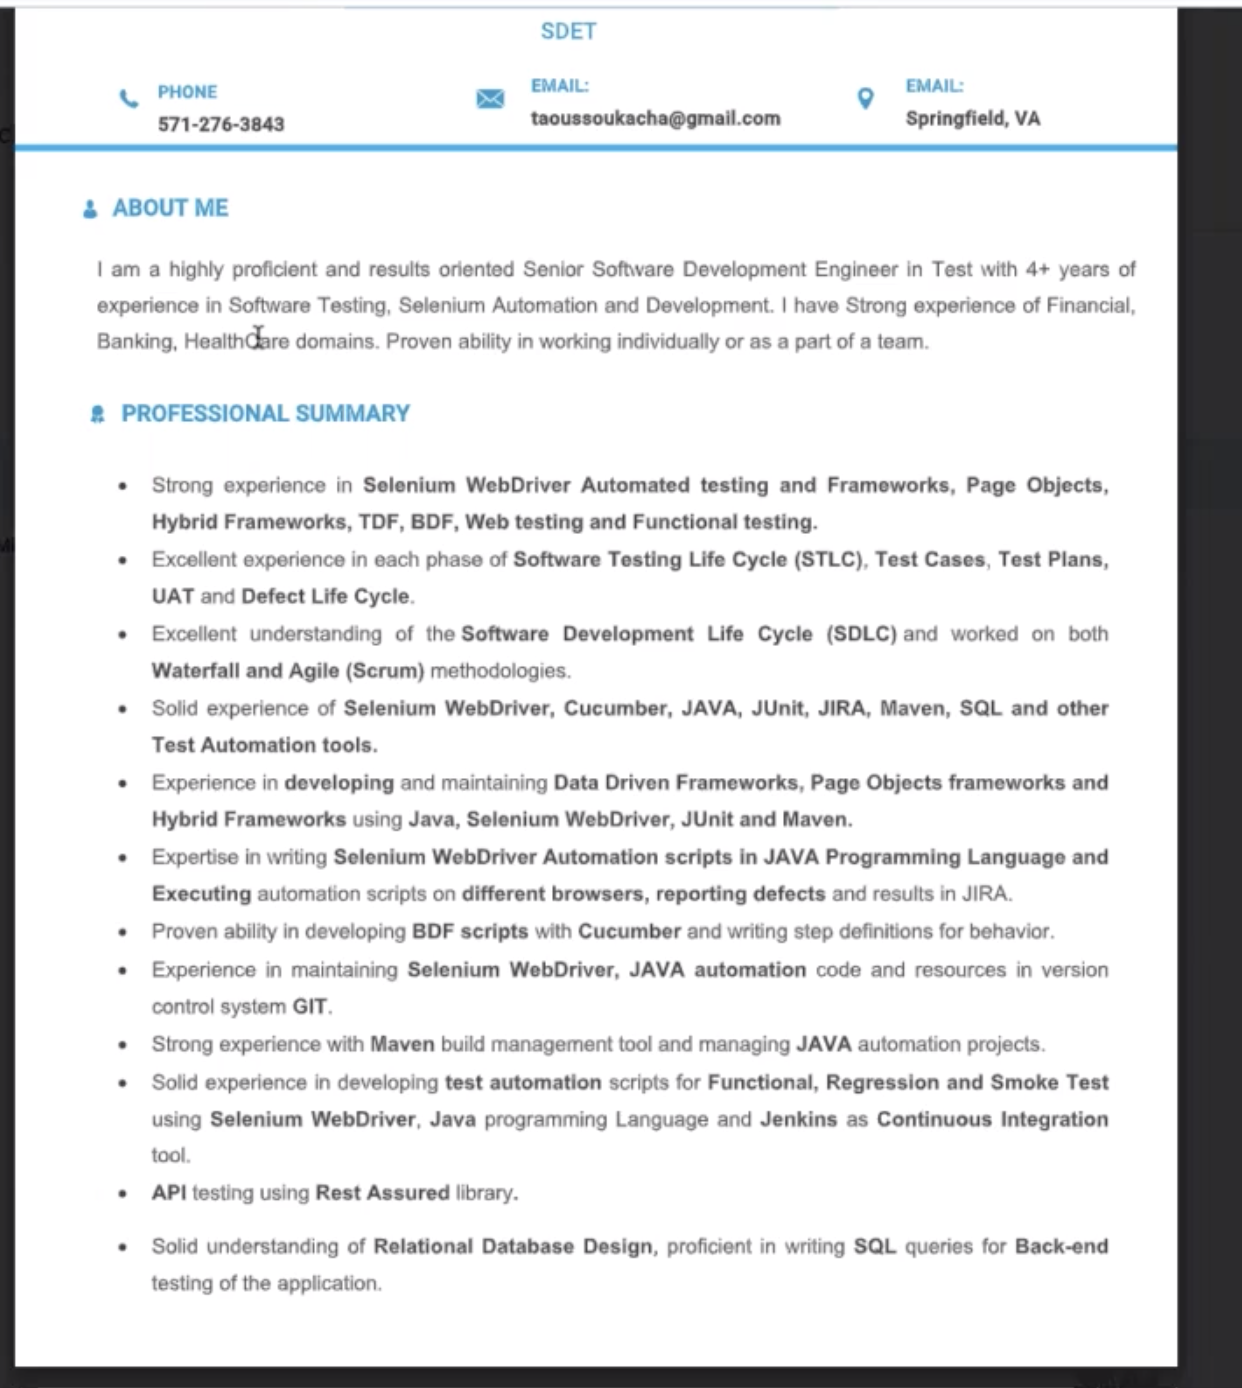 SDET
PHONE
571-276-3843
EMAIL:
taoussoukacha@gmail.com
EMAIL:
Springfield, VA
ABOUT ME
I am a highly proficient and results oriented Senior Software Development Engineer in Test with 4+ years of
experience in Software Testing, Selenium Automation and Development. I have Strong experience of Financial,
Banking, HealthCare domains. Proven ability in working individually or as a part of a team.
PROFESSIONAL SUMMARY
• Strong experience in Selenium WebDriver Automated testing and Frameworks, Page Objects,
Hybrid Frameworks, TDF, BDF, Web testing and Functional testing.
• Excellent experience in each phase of Software Testing Life Cycle (STLC), Test Cases, Test Plans,
UAT and Defect Life Cycle.
• Excellent understanding of the Software Development Life Cycle (SDLC) and worked on both
Waterfall and Agile (Scrum) methodologies.
• Solid experience of Selenium WebDriver, Cucumber, JAVA, JUnit, JIRA, Maven, SQL and other
Test Automation tools.
• Experience in developing and maintaining Data Driven Frameworks, Page Objects frameworks and
Hybrid Frameworks using Java, Selenium WebDriver, JUnit and Maven.
• Expertise in writing Selenium WebDriver Automation scripts in JAVA Programming Language and
Executing automation scripts on different browsers, reporting defects and results in JIRA.
• Proven ability in developing BDF scripts with Cucumber and writing step definitions for behavior.
• Experience in maintaining Selenium WebDriver, JAVA automation code and resources in version
control system GIT.
• Strong experience with Maven build management tool and managing JAVA automation projects.
• Solid experience in developing test automation scripts for Functional, Regression and Smoke Test
using Selenium WebDriver, Java programming Language and Jenkins as Continuous Integration
tool.
• API testing using Rest Assured library.
• Solid understanding of Relational Database Design, proficient in writing SQL queries for Back-end
testing of the application.